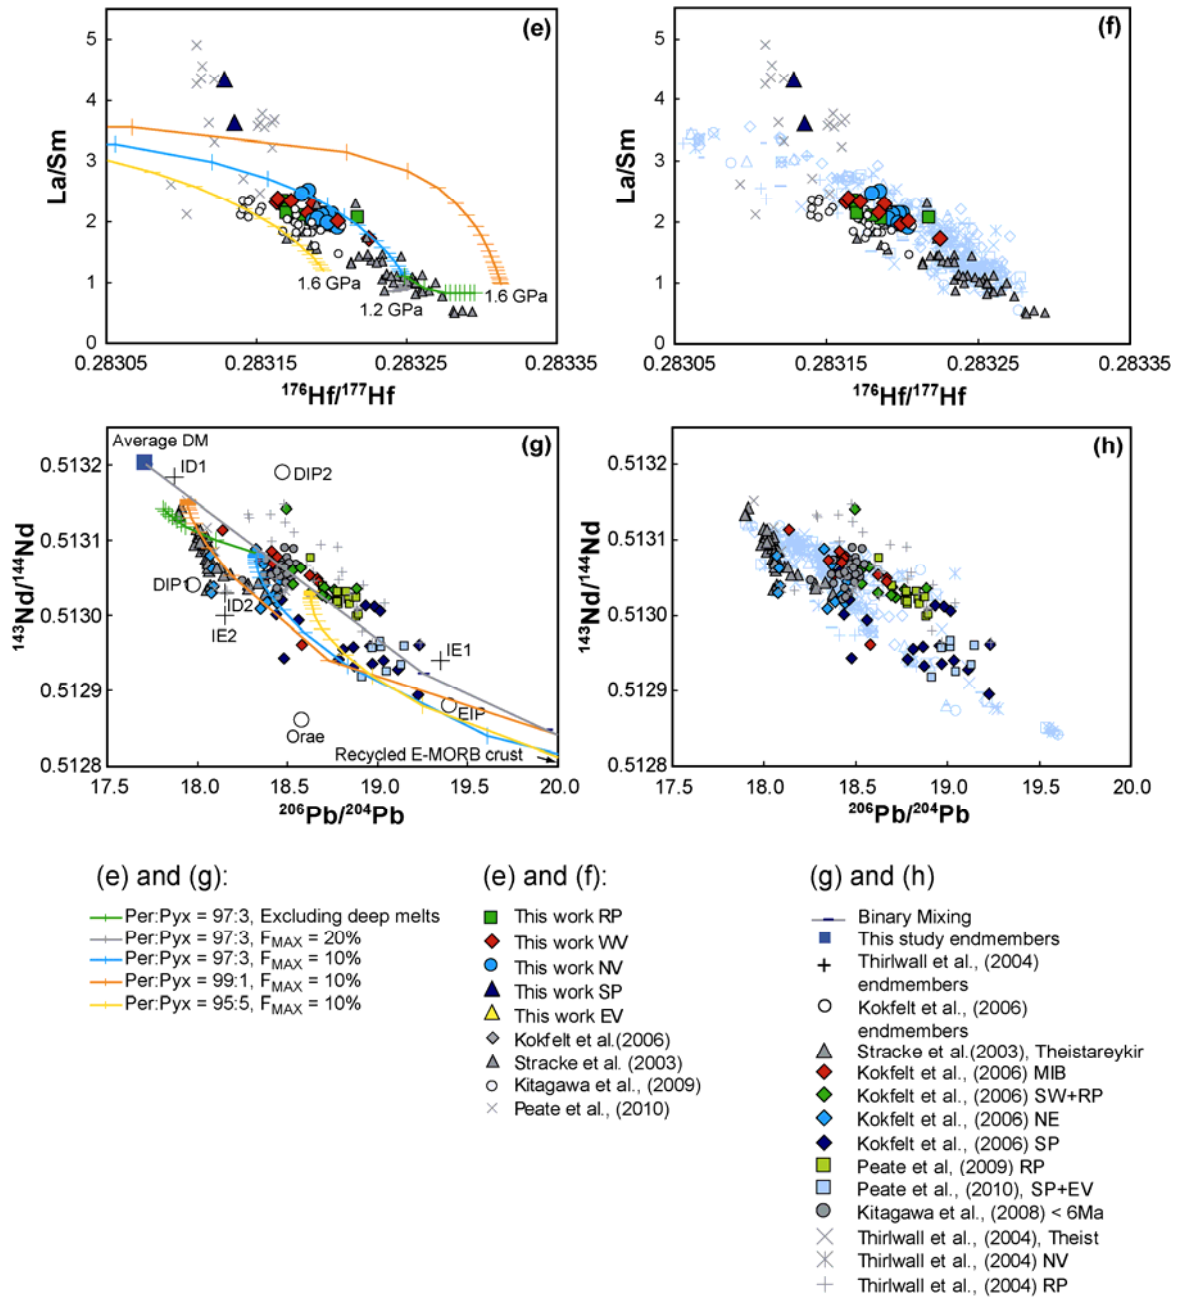 (e)
5
4
3
2
1
0
La/Sm
1.6 GPa
1.2 GPa
1.6 GPa
0.28305
0.28315
0.28325
0.28335
176Hf/177Hf
(f)
5
4
3
2
1
0
La/Sm
0.28305
0.28315
0.28325
0.28335
176Hf/177Hf
(g)
Average DM
ID1
DIP2
DIP1
ID2
IE2
IE1
EIP
Orae
Recycled E-MORB crust
0.5132
0.5131
0.5130
0.5129
0.5128
143Nd/144Nd
17.5
18.0
18.5
19.0
19.5
20.0
206Pb/204Pb
(h)
0.5132
0.5131
0.5130
0.5129
0.5128
143Nd/144Nd
17.5
18.0
18.5
19.0
19.5
20.0
206Pb/204Pb
(e) and (g):
Per:Pyx = 97:3, Excluding deep melts
Per:Pyx = 97:3, FMAX = 20%
Per:Pyx = 97:3, FMAX = 10%
Per:Pyx = 99:1, FMAX = 10%
Per:Pyx = 95:5, FMAX = 10%
(e) and (f):
This work RP
This work WV
This work NV
This work SP
This work EV
Kokfelt et al.(2006)
Stracke et al. (2003)
Kitagawa et al., (2009)
Peate et al., (2010)
(g) and (h)
Binary Mixing
This study endmembers
Thirlwall et al., (2004)
endmembers
Kokfelt et al., (2006)
endmembers
Stracke et al.(2003), Theistareykir
Kokfelt et al., (2006) MIB
Kokfelt et al., (2006) SW+RP
Kokfelt et al., (2006) NE
Kokfelt et al., (2006) SP
Peate et al, (2009) RP
Peate et al., (2010), SP+EV
Kitagawa et al., (2008) < 6Ma
Thirlwall et al., (2004), Theist
Thirlwall et al., (2004) NV
Thirlwall et al., (2004) RP